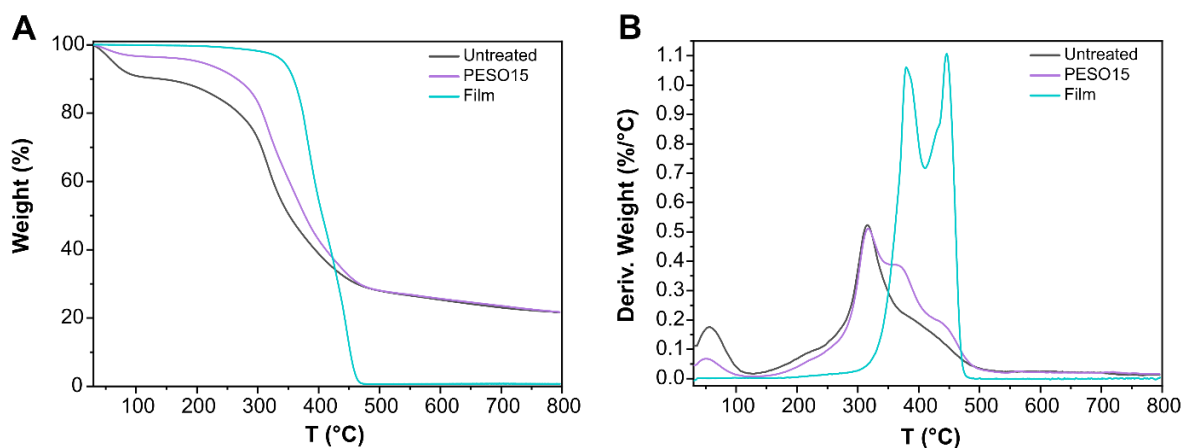 A
Weight (%)
100
80
60
40
20
0
100 200 300 400 500 600 700 800
T (°C)
Untreated
PESO15
Film
B
Deriv. Weight (%/°C)
1.1
1.0
0.9
0.8
0.7
0.6
0.5
0.4
0.3
0.2
0.1
0.0
100 200 300 400 500 600 700 800
T (°C)
Untreated
PESO15
Film